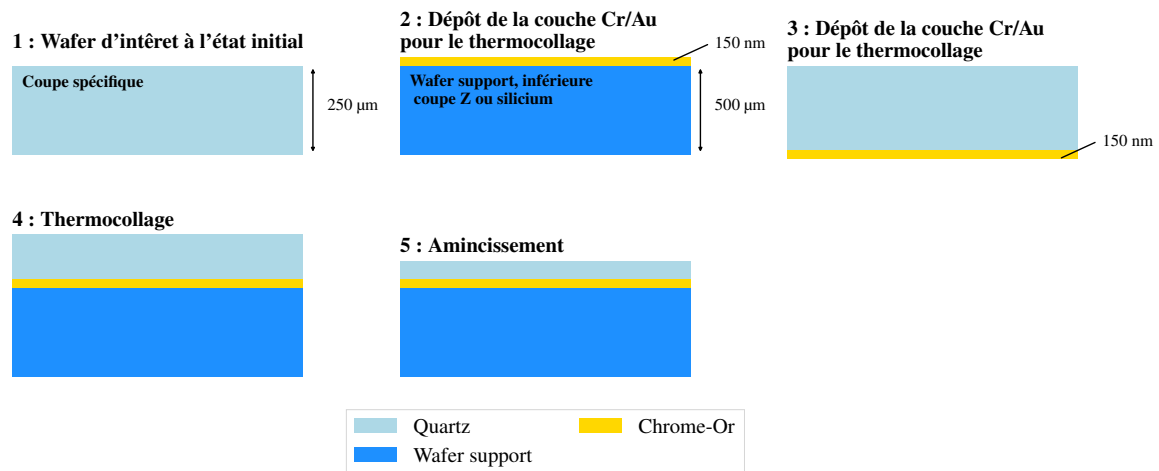 1 : Wafer d'intêret à l'état initial
Coupe spécifique
250 µm
2 : Dépôt de la couche Cr/Au
pour le thermocollage
150 nm
Wafer support, inférieure
coupe Z ou silicium
500 µm
3 : Dépôt de la couche Cr/Au
pour le thermocollage
150 nm
4 : Thermocollage
5 : Amincissement
Quartz
Chrome-Or
Wafer support